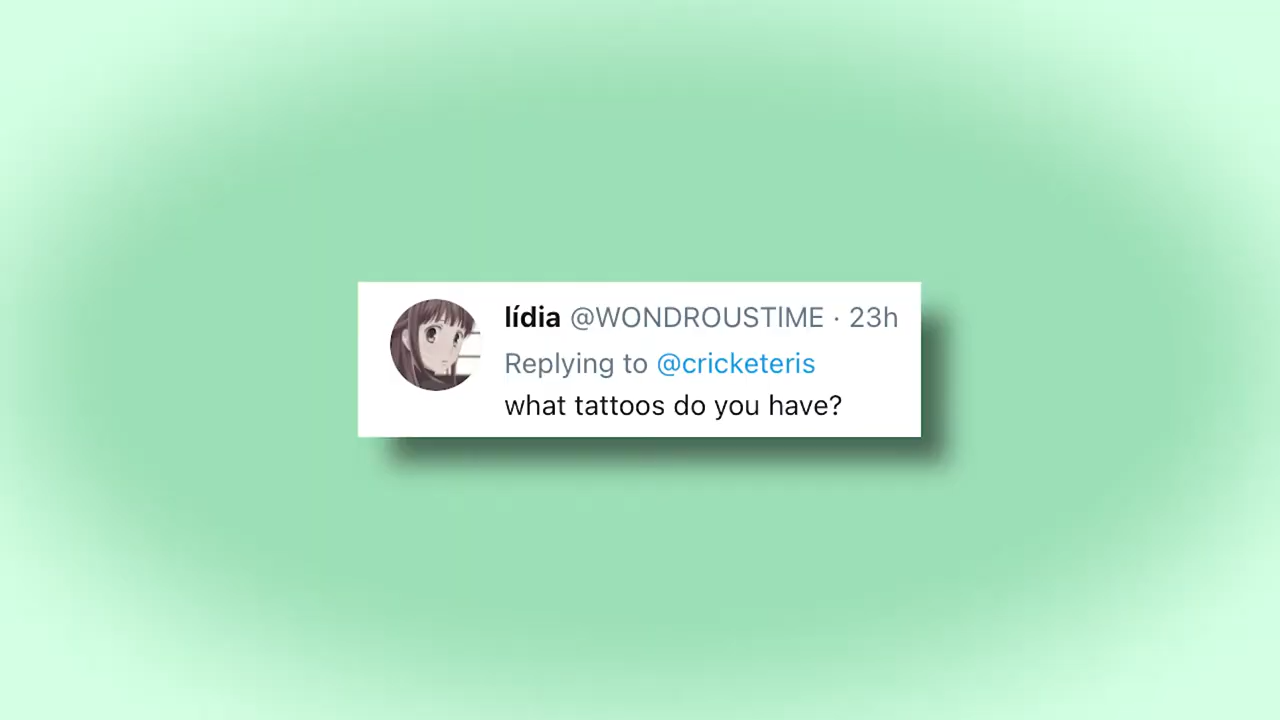 lídia @WONDROUSTIME · 23h
Replying to @cricketeris
what tattoos do you have?